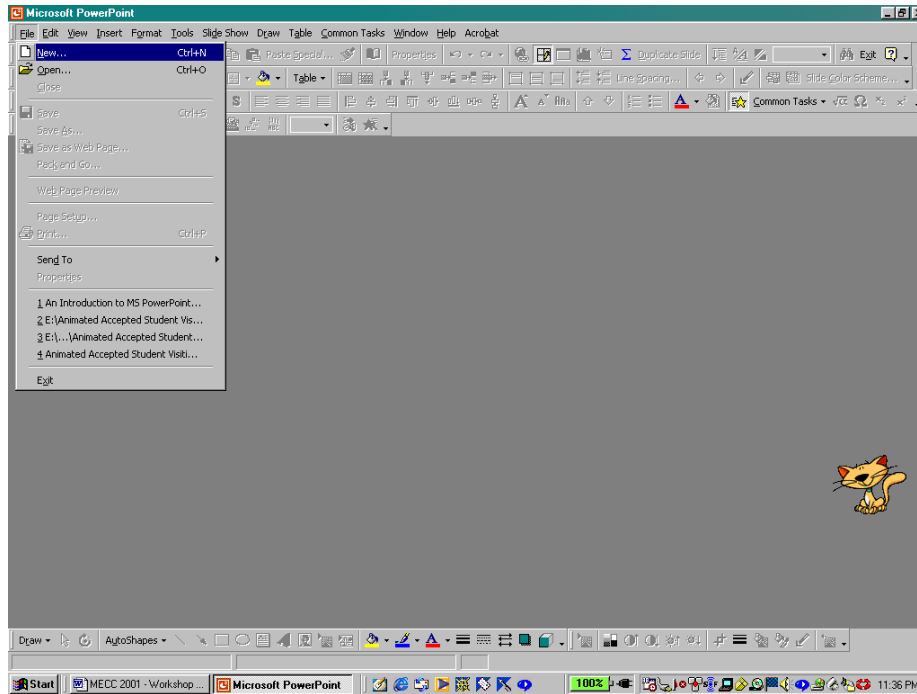 Microsoft PowerPoint
File Edit View Insert Format Tools Slide Show Draw Table Common Tasks Window Help Acrobat
New... Ctrl+N
Paste Special... Properties Duplicate Slide Exit
Open... Ctrl+O
Table Line Spacing... Slide Color Scheme...
Close
S Common Tasks
Save Ctrl+S
Save As...
Save as Web Page...
Pack and Go...
Web Page Preview
Page Setup...
Print... Ctrl+P
Send To
Properties
1 An Introduction to MS PowerPoint...
2 E:\Animated Accepted Student Vis...
3 E:\...\Animated Accepted Student...
4 Animated Accepted Student Visiti...
Exit
Draw AutoShapes
Start MECC 2001 - Workshop ... Microsoft PowerPoint 100% 11:36 PM